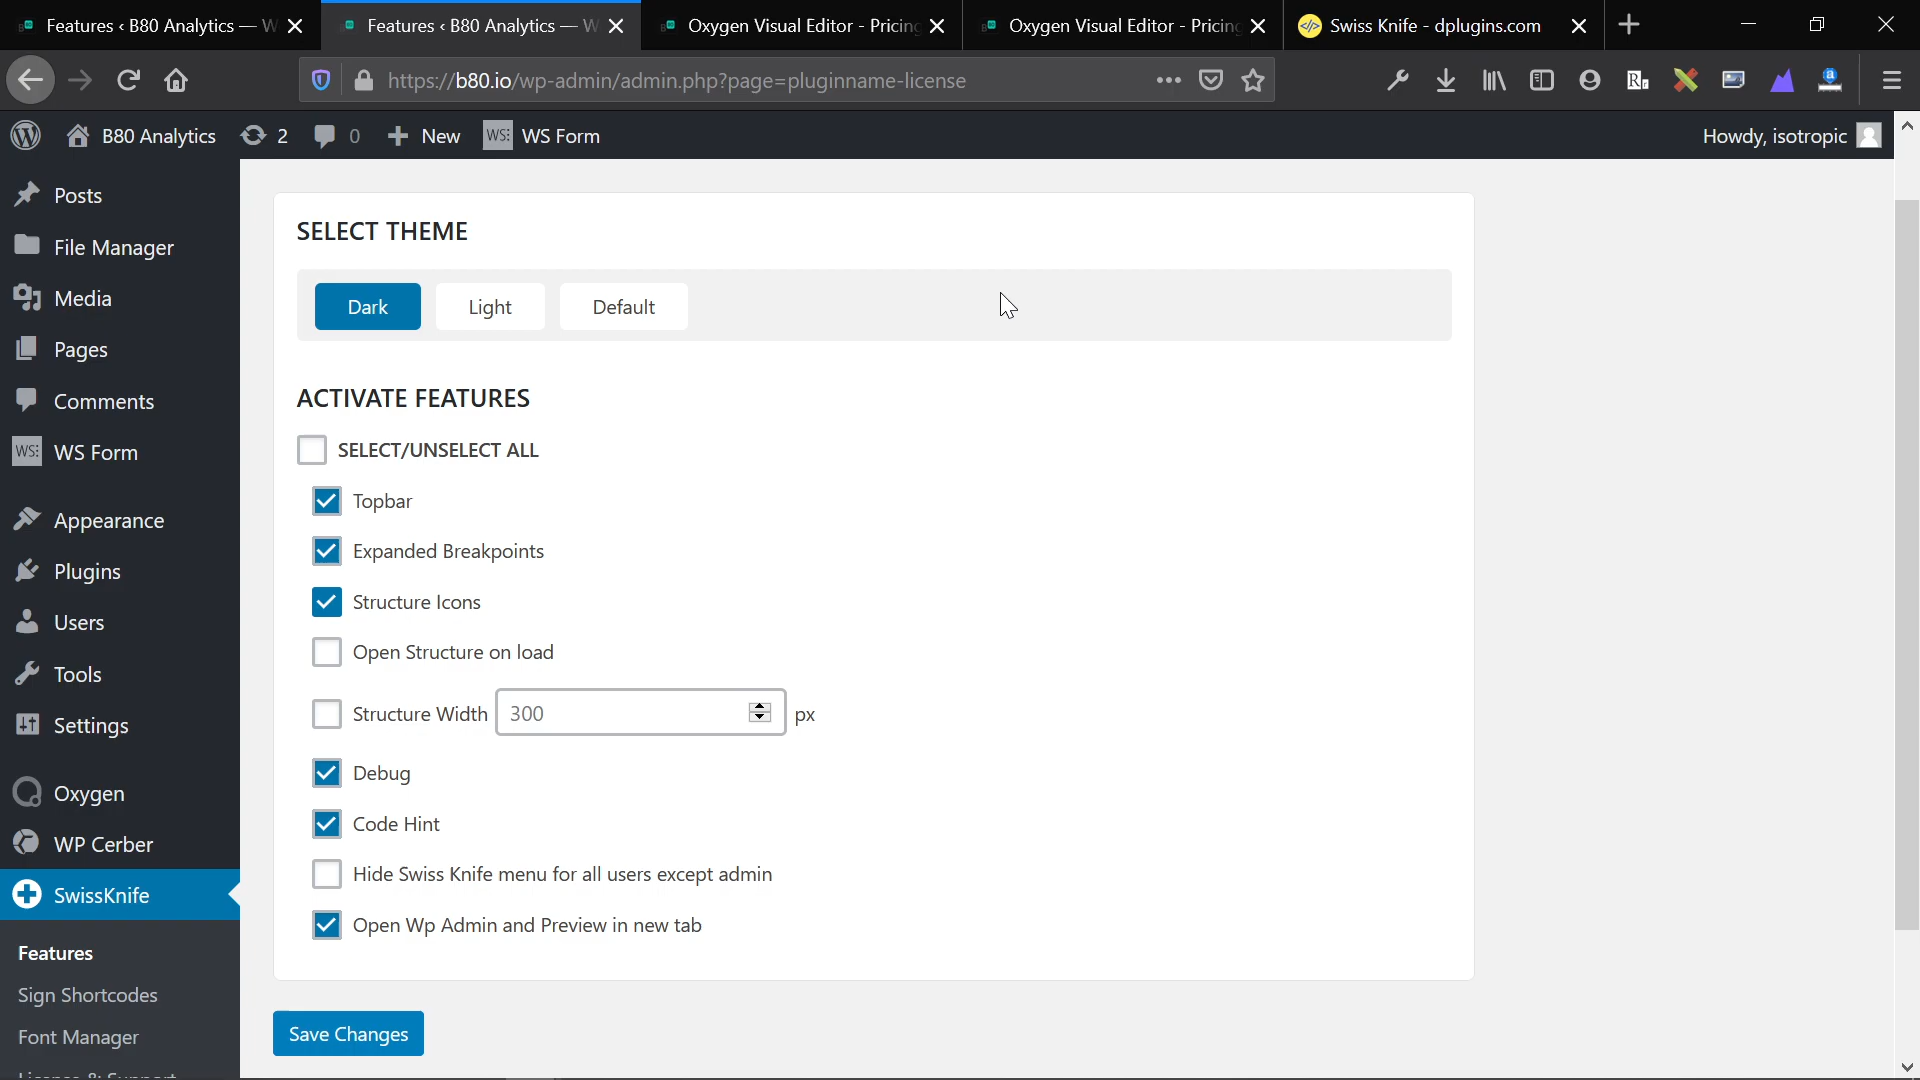 Features ‹ B80 Analytics — W
Features ‹ B80 Analytics — W
Oxygen Visual Editor - Pricing
Oxygen Visual Editor - Pricing
Swiss Knife - dplugins.com
https://b80.io/wp-admin/admin.php?page=pluginname-license
B80 Analytics
2
0
New
WS Form
Howdy, isotropic
Posts
File Manager
Media
Pages
Comments
WS Form
Appearance
Plugins
Users
Tools
Settings
Oxygen
WP Cerber
SwissKnife
Features
Sign Shortcodes
Font Manager
SELECT THEME
Dark
Light
Default
ACTIVATE FEATURES
SELECT/UNSELECT ALL
Topbar
Expanded Breakpoints
Structure Icons
Open Structure on load
Structure Width 300 px
Debug
Code Hint
Hide Swiss Knife menu for all users except admin
Open Wp Admin and Preview in new tab
Save Changes